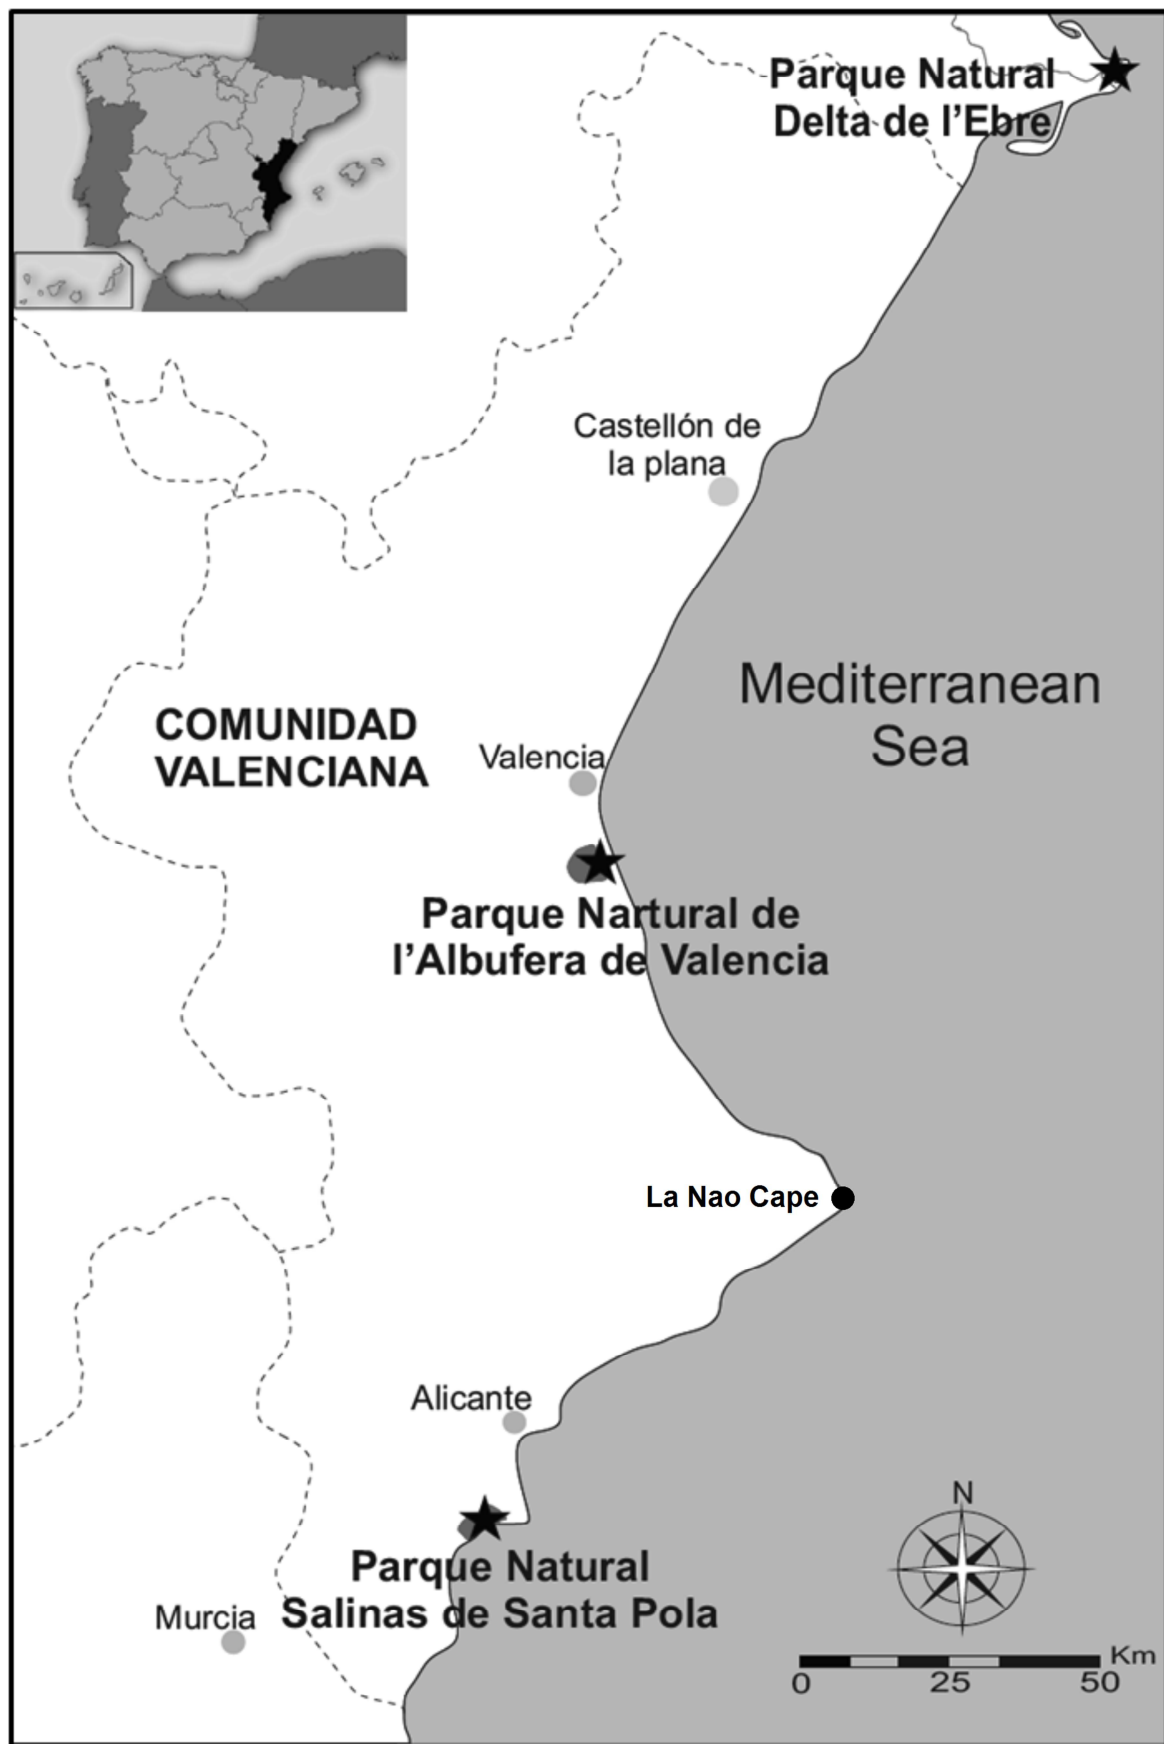 Parque Natural
Delta de l’Ebre
Castellón de
la plana
Mediterranean
Sea
COMUNIDAD
VALENCIANA
Valencia
Parque Nartural de
l’Albufera de Valencia
La Nao Cape
Alicante
N
Parque Natural
Salinas de Santa Pola
Murcia
Km
0 25 50